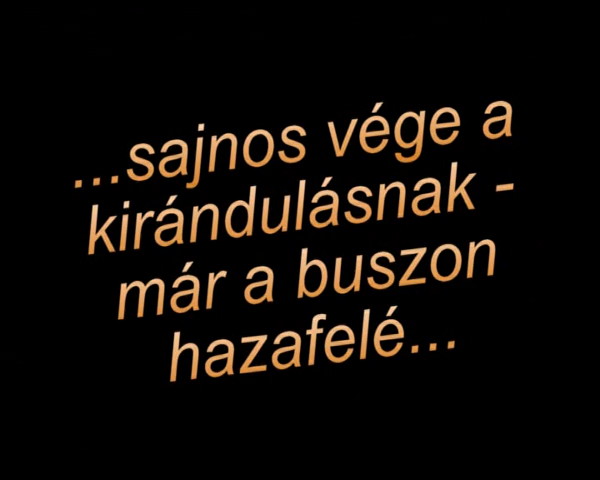 ...sajnos vége a
kirándulásnak -
már a buszon
hazafelé...